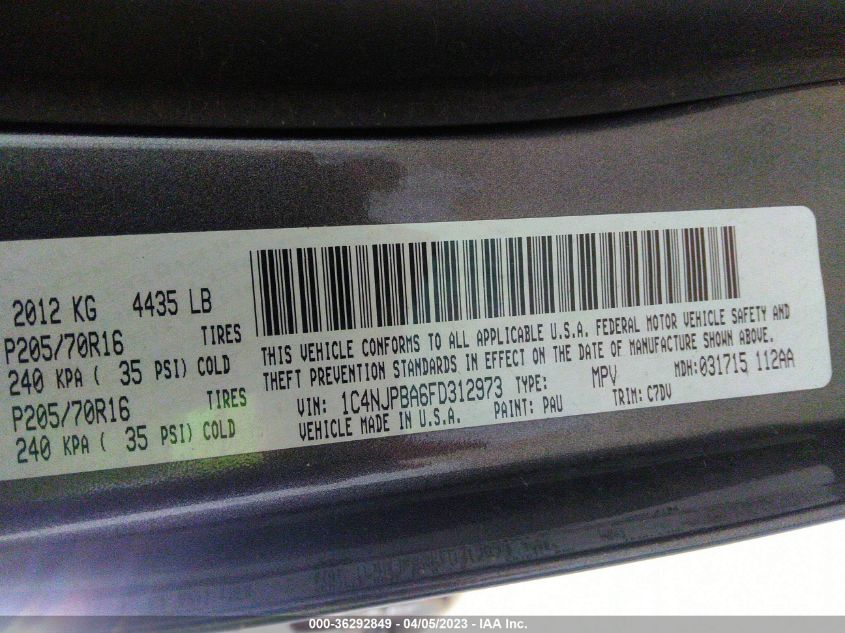 2012 KG 4435 LB
P205/70R16 TIRES
240 KPA ( 35 PSI) COLD
P205/70R16 TIRES
240 KPA ( 35 PSI) COLD
THIS VEHICLE CONFORMS TO ALL APPLICABLE U.S.A. FEDERAL MOTOR VEHICLE SAFETY AND
THEFT PREVENTION STANDARDS IN EFFECT ON THE DATE OF MANUFACTURE SHOWN ABOVE.
VIN: 1C4NJPBA6FD312973 TYPE: MPV MDH:031715 112AA
VEHICLE MADE IN U.S.A. PAINT: PAU TRIM: C7DV
000-36292849 - 04/05/2023 - IAA Inc.